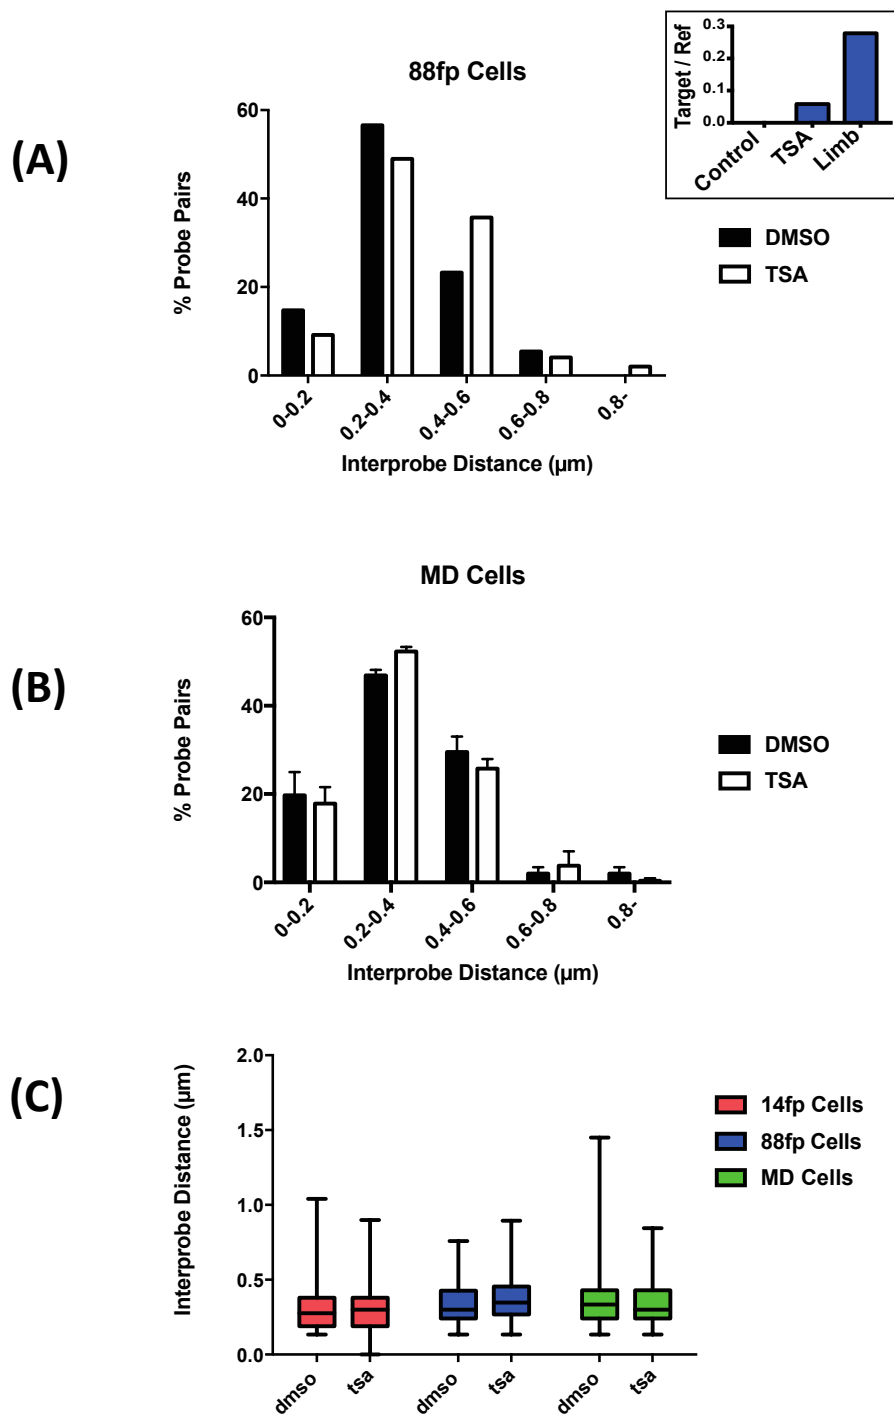 (A)
88fp Cells
% Probe Pairs
60
40
20
0
0-0.2
0.2-0.4
0.4-0.6
0.6-0.8
0.8-
Interprobe Distance (µm)
DMSO
TSA
Target / Ref
0.3
0.2
0.1
0.0
Control
TSA
Limb
(B)
MD Cells
% Probe Pairs
60
40
20
0
0-0.2
0.2-0.4
0.4-0.6
0.6-0.8
0.8-
Interprobe Distance (µm)
DMSO
TSA
(C)
Interprobe Distance (µm)
2.0
1.5
1.0
0.5
0.0
dmso
tsa
dmso
tsa
dmso
tsa
14fp Cells
88fp Cells
MD Cells